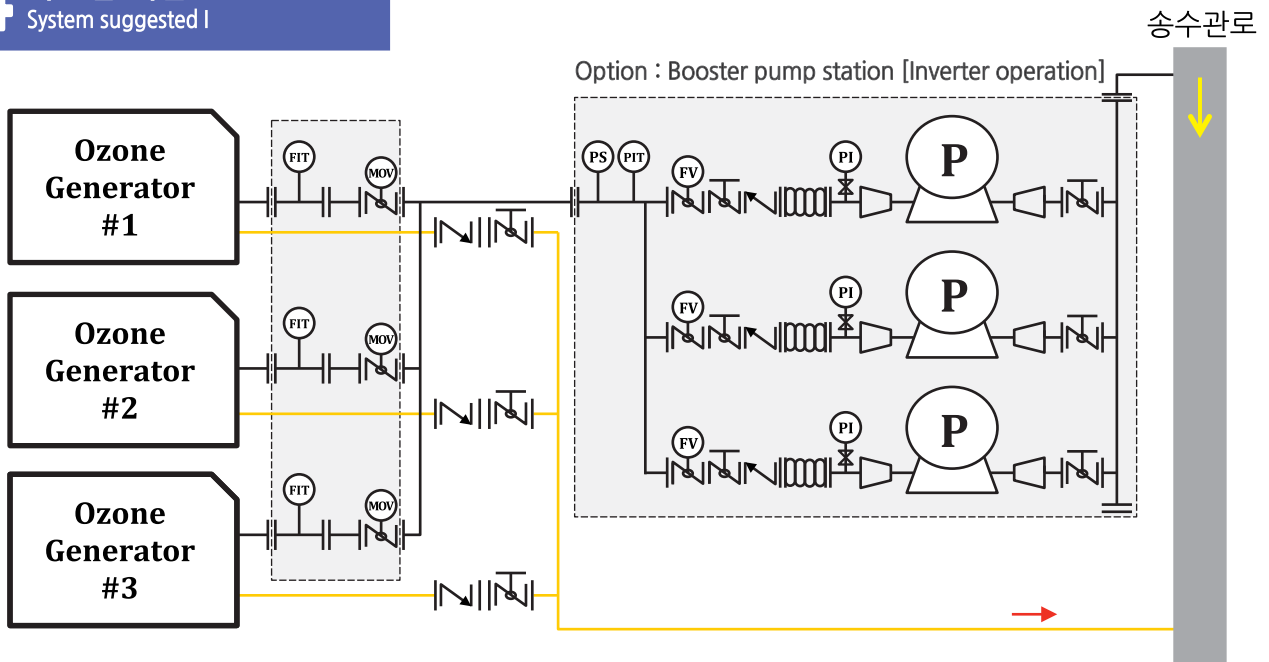 System suggested I
송수관로
Option : Booster pump station [Inverter operation]
Ozone
Generator
#1
FIT
MOV
PS
PIT
FV
PI
P
Ozone
Generator
#2
FIT
MOV
FV
PI
P
Ozone
Generator
#3
FIT
MOV
FV
PI
P